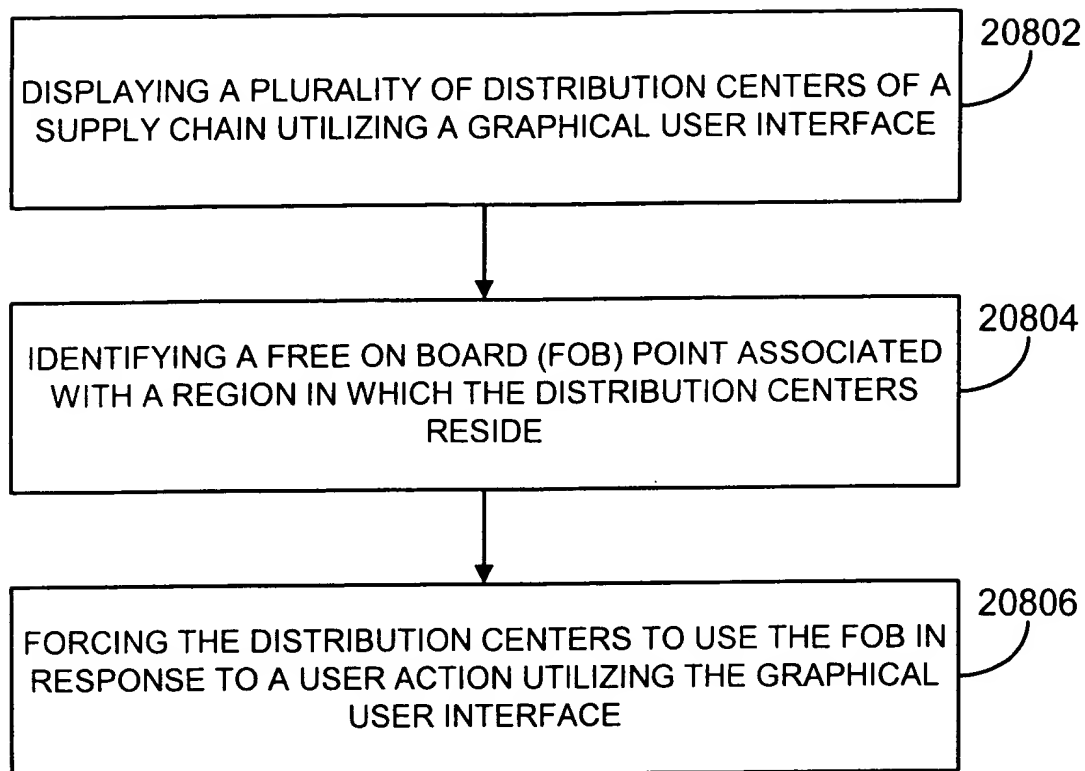 20802
DISPLAYING A PLURALITY OF DISTRIBUTION CENTERS OF A
SUPPLY CHAIN UTILIZING A GRAPHICAL USER INTERFACE
20804
IDENTIFYING A FREE ON BOARD (FOB) POINT ASSOCIATED
WITH A REGION IN WHICH THE DISTRIBUTION CENTERS
RESIDE
20806
FORCING THE DISTRIBUTION CENTERS TO USE THE FOB IN
RESPONSE TO A USER ACTION UTILIZING THE GRAPHICAL
USER INTERFACE